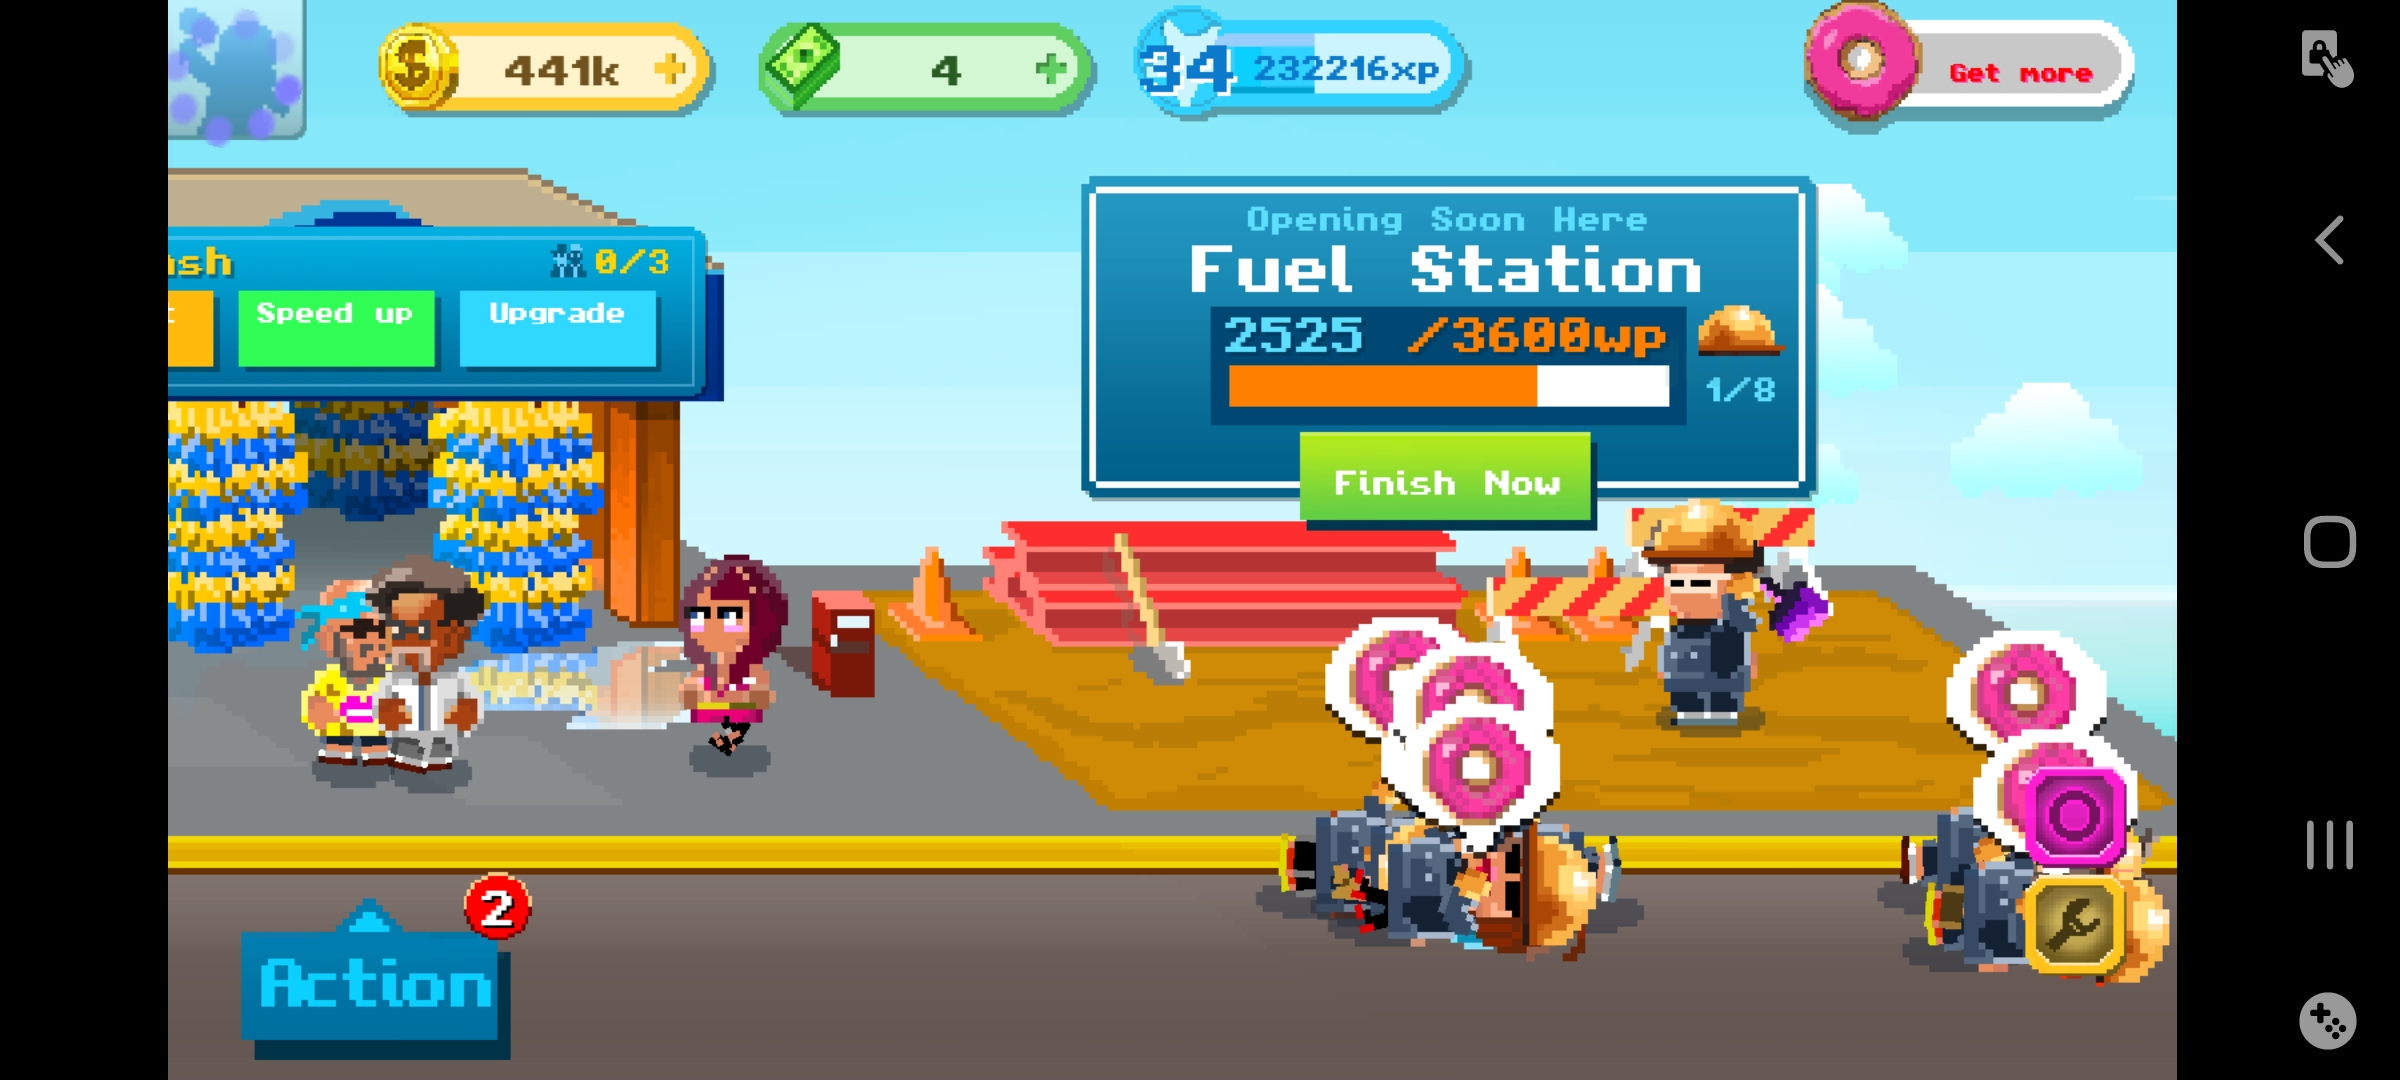 441k
4
34 232216xp
Get more
Opening Soon Here
Fuel Station
2525 /3600wp
1/8
Finish Now
ash
0/3
Speed up
Upgrade
2
Action